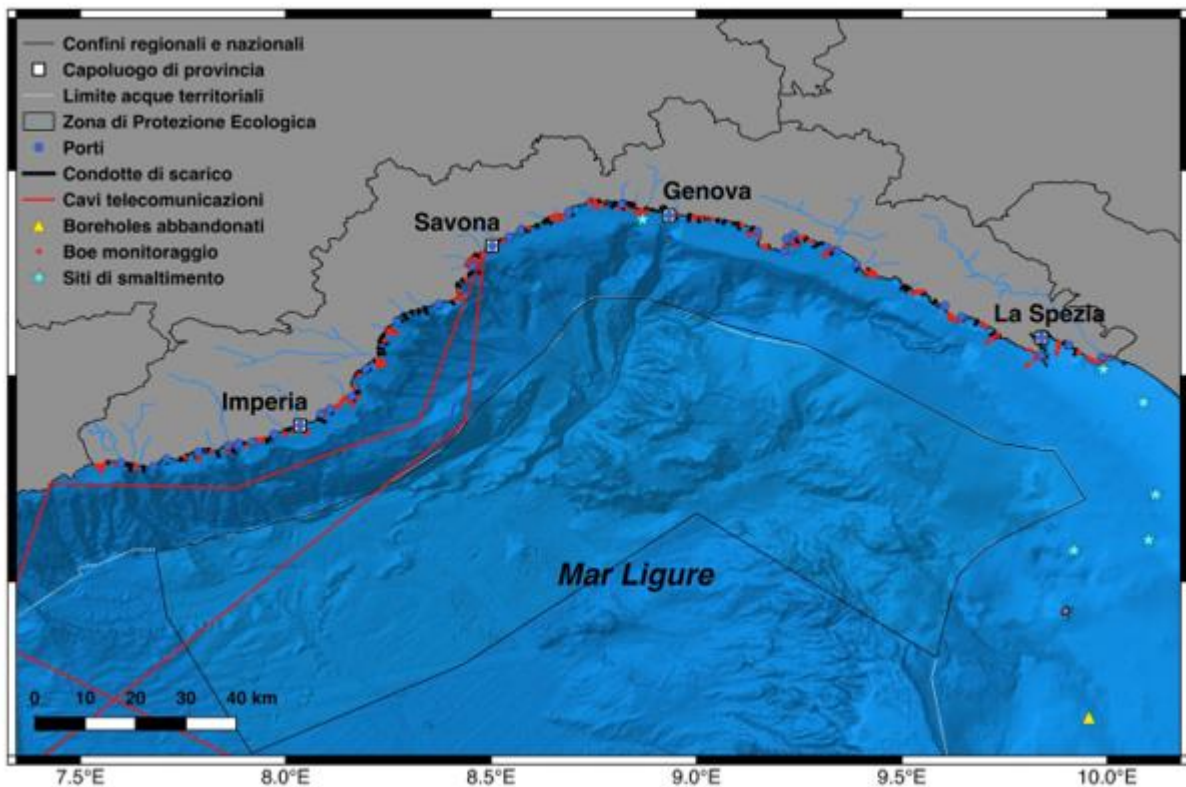 Confini regionali e nazionali
Capoluogo di provincia
Limite acque territoriali
Zona di Protezione Ecologica
Porti
Condotte di scarico
Cavi telecomunicazioni
Boreholes abbandonati
Boe monitoraggio
Siti di smaltimento
Genova
Savona
La Spezia
Imperia
Mar Ligure
0 10 20 30 40 km
7.5°E 8.0°E 8.5°E 9.0°E 9.5°E 10.0°E